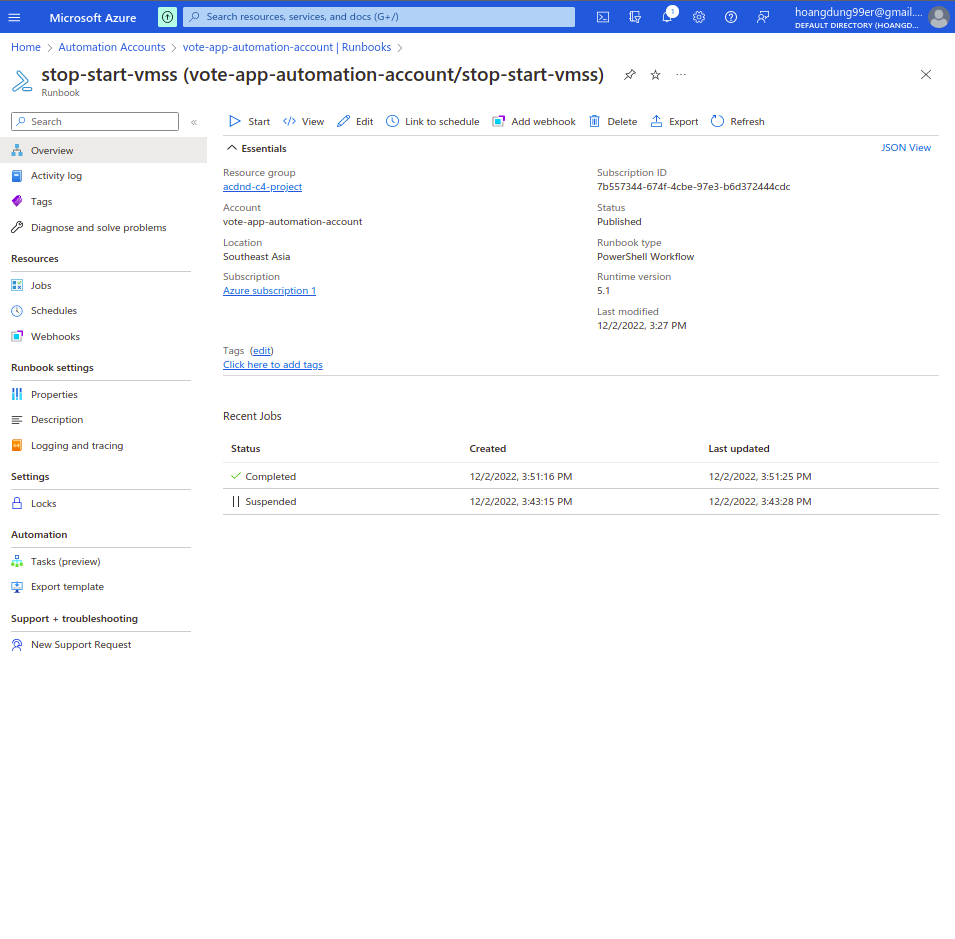 Microsoft Azure
Search resources, services, and docs (G+/)
1
hoangdung99er@gmail....
DEFAULT DIRECTORY (HOANGD...
Home > Automation Accounts > vote-app-automation-account | Runbooks >
stop-start-vmss (vote-app-automation-account/stop-start-vmss)
...
Runbook
Search
«
Overview
Activity log
Tags
Diagnose and solve problems
Resources
Jobs
Schedules
Webhooks
Runbook settings
Properties
Description
Logging and tracing
Settings
Locks
Automation
Tasks (preview)
Export template
Support + troubleshooting
New Support Request
Start View Edit Link to schedule Add webhook Delete Export Refresh
Essentials
JSON View
Resource group
acdnd-c4-project
Account
vote-app-automation-account
Location
Southeast Asia
Subscription
Azure subscription 1
Subscription ID
7b557344-674f-4cbe-97e3-b6d372444cdc
Status
Published
Runbook type
PowerShell Workflow
Runtime version
5.1
Last modified
12/2/2022, 3:27 PM
Tags (edit)
Click here to add tags
Recent Jobs
Status Created Last updated
Completed 12/2/2022, 3:51:16 PM 12/2/2022, 3:51:25 PM
Suspended 12/2/2022, 3:43:15 PM 12/2/2022, 3:43:28 PM